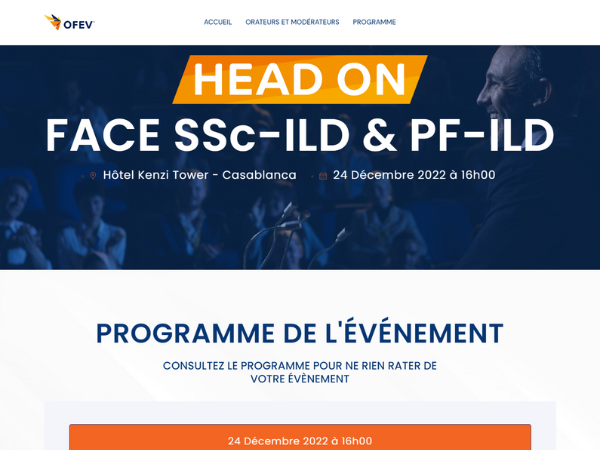 OFEV
ACCUEIL ORATEURS ET MODÉRATEURS PROGRAMME
HEAD ON
FACE SSc-ILD & PF-ILD
Hôtel Kenzi Tower - Casablanca 24 Décembre 2022 à 16h00
PROGRAMME DE L'ÉVÉNEMENT
CONSULTEZ LE PROGRAMME POUR NE RIEN RATER DE
VOTRE ÉVÈNEMENT
24 Décembre 2022 à 16h00